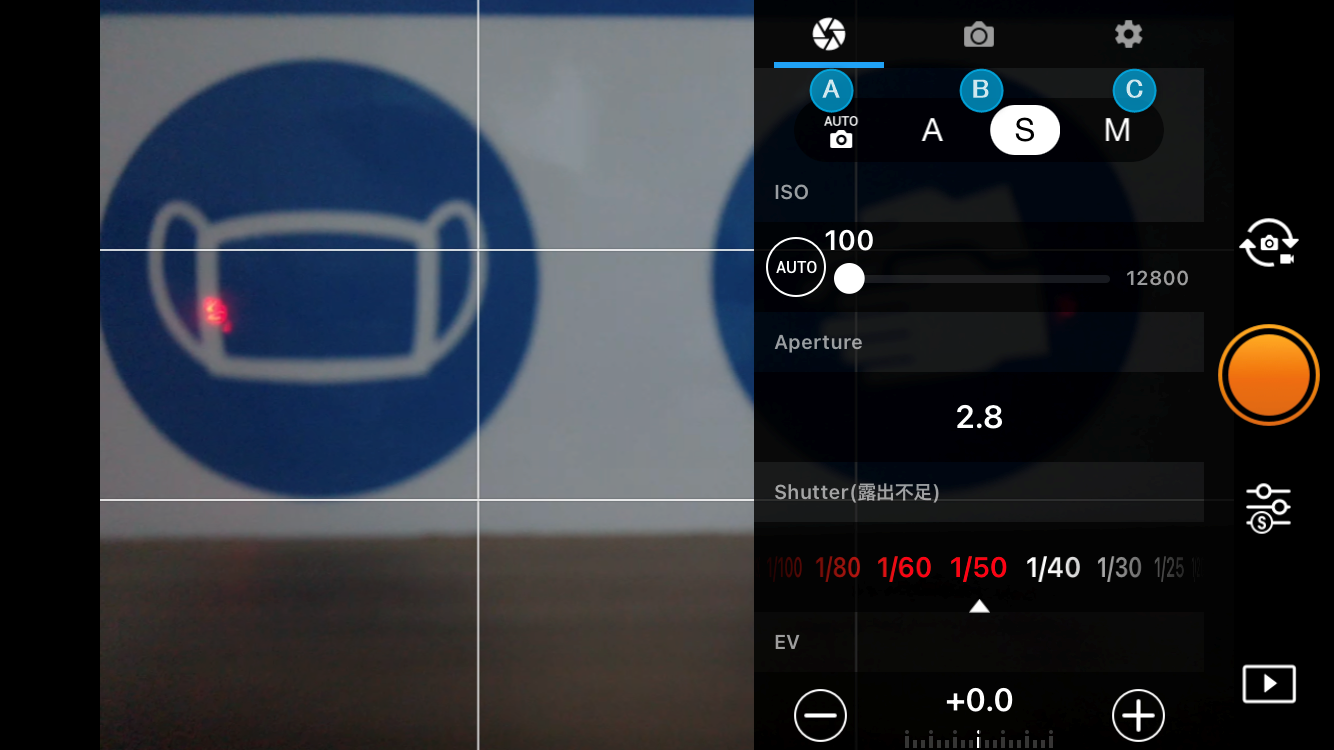 A B C
AUTO A S M
ISO
100
AUTO 12800
Aperture
2.8
Shutter(露出不足)
1/100 1/80 1/60 1/50 1/40 1/30 1/25
EV
+0.0
S